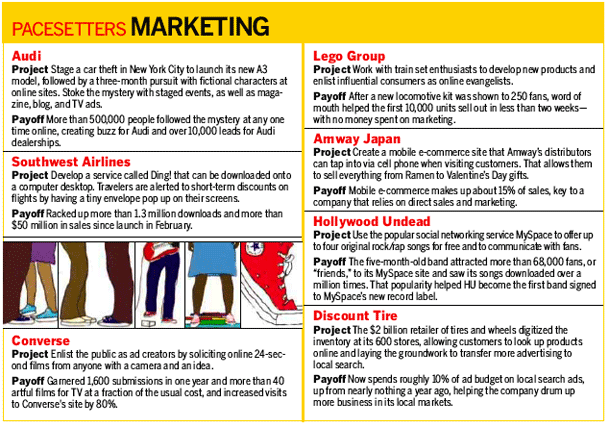 PACESETTERS MARKETING
Audi
Project Stage a car theft in New York City to launch its new A3
model, followed by a three-month pursuit with fictional characters at
online sites. Stoke the mystery with staged events, as well as maga-
zine, blog, and TV ads.
Payoff More than 500,000 people followed the mystery at any one
time online, creating buzz for Audi and over 10,000 leads for Audi
dealerships.
Southwest Airlines
Project Develop a service called Ding! that can be downloaded onto
a computer desktop. Travelers are alerted to short-term discounts on
flights by having a tiny envelope pop up on their screens.
Payoff Racked up more than 1.3 million downloads and more than
$50 million in sales since launch in February.
Converse
Project Enlist the public as ad creators by soliciting online 24-sec-
ond films from anyone with a camera and an idea.
Payoff Garnered 1,600 submissions in one year and more than 40
artful films for TV at a fraction of the usual cost, and increased visits
to Converse's site by 80%.
Lego Group
Project Work with train set enthusiasts to develop new products and
enlist influential consumers as online evangelists.
Payoff After a new locomotive kit was shown to 250 fans, word of
mouth helped the first 10,000 units sell out in less than two weeks—
with no money spent on marketing.
Amway Japan
Project Create a mobile e-commerce site that Amway's distributors
can tap into via cell phone when visiting customers. That allows them
to sell everything from Ramen to Valentine's Day gifts.
Payoff Mobile e-commerce makes up about 15% of sales, key to a
company that relies on direct sales and marketing.
Hollywood Undead
Project Use the popular social networking service MySpace to offer up
to four original rock/rap songs for free and to communicate with fans.
Payoff The five-month-old band attracted more than 68,000 fans, or
"friends," to its MySpace site and saw its songs downloaded over a
million times. That popularity helped HU become the first band signed
to MySpace's new record label.
Discount Tire
Project The $2 billion retailer of tires and wheels digitized the
inventory at its 600 stores, allowing customers to look up products
online and laying the groundwork to transfer more advertising to
local search.
Payoff Now spends roughly 10% of ad budget on local search ads,
up from nearly nothing a year ago, helping the company drum up
more business in its local markets.